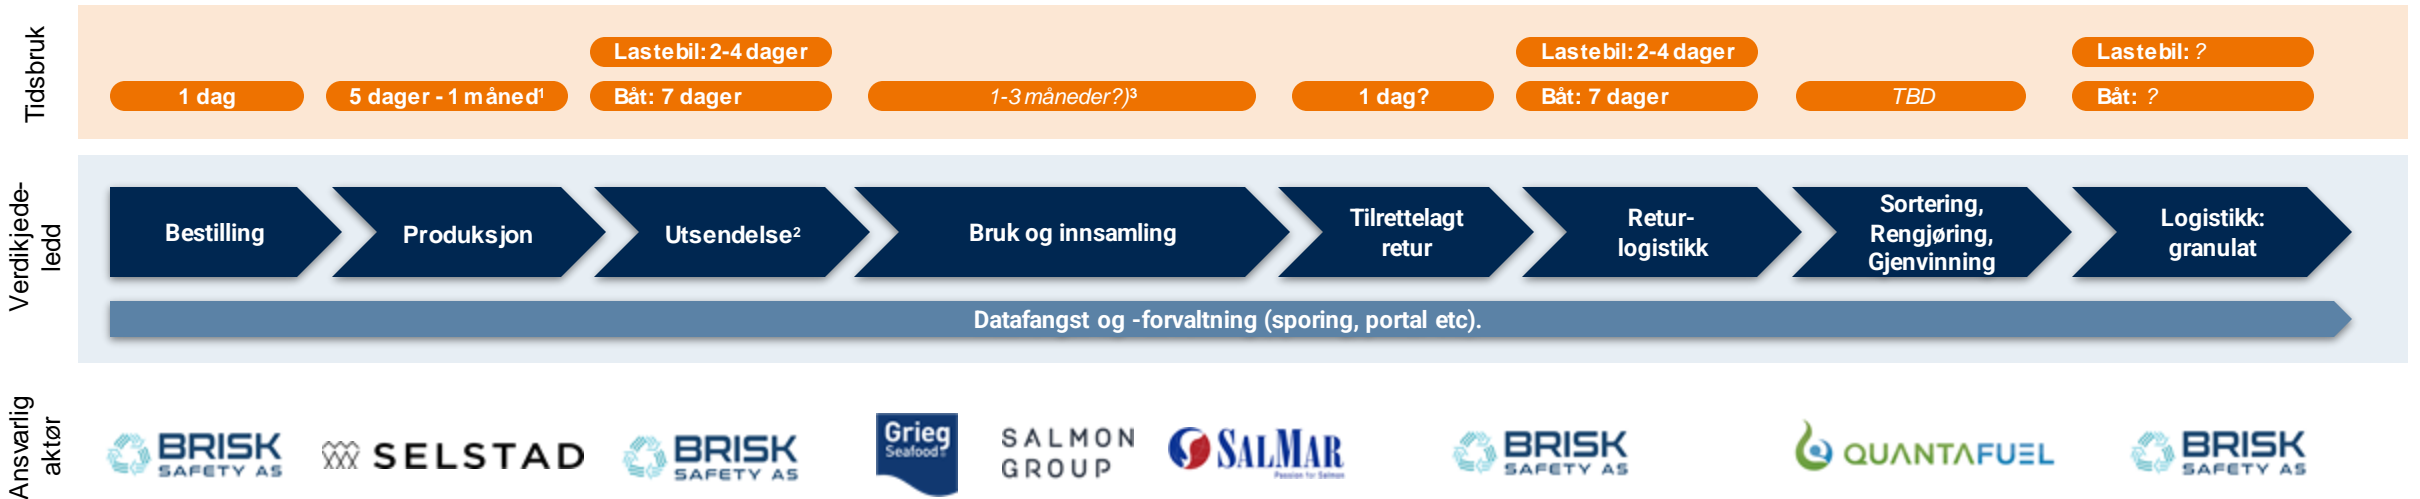 Tidsbruk
Lastebil: 2-4 dager
Lastebil: 2-4 dager
Lastebil: ?
1 dag
5 dager - 1 måned¹
Båt: 7 dager
1-3 måneder?)³
1 dag?
Båt: 7 dager
TBD
Båt: ?
Verdikjede-
ledd
Bestilling
Produksjon
Utsendelse²
Bruk og innsamling
Tilrettelagt
retur
Retur-
logistikk
Sortering,
Rengjøring,
Gjenvinning
Logistikk:
granulat
Datafangst og -forvaltning (sporing, portal etc).
Ansvarlig
aktør
BRISK
SAFETY AS
SELSTAD
BRISK
SAFETY AS
Grieg
Seafood®
SALMON
GROUP
SALMAR
Passion for Salmon
BRISK
SAFETY AS
QUANTAFUEL
BRISK
SAFETY AS